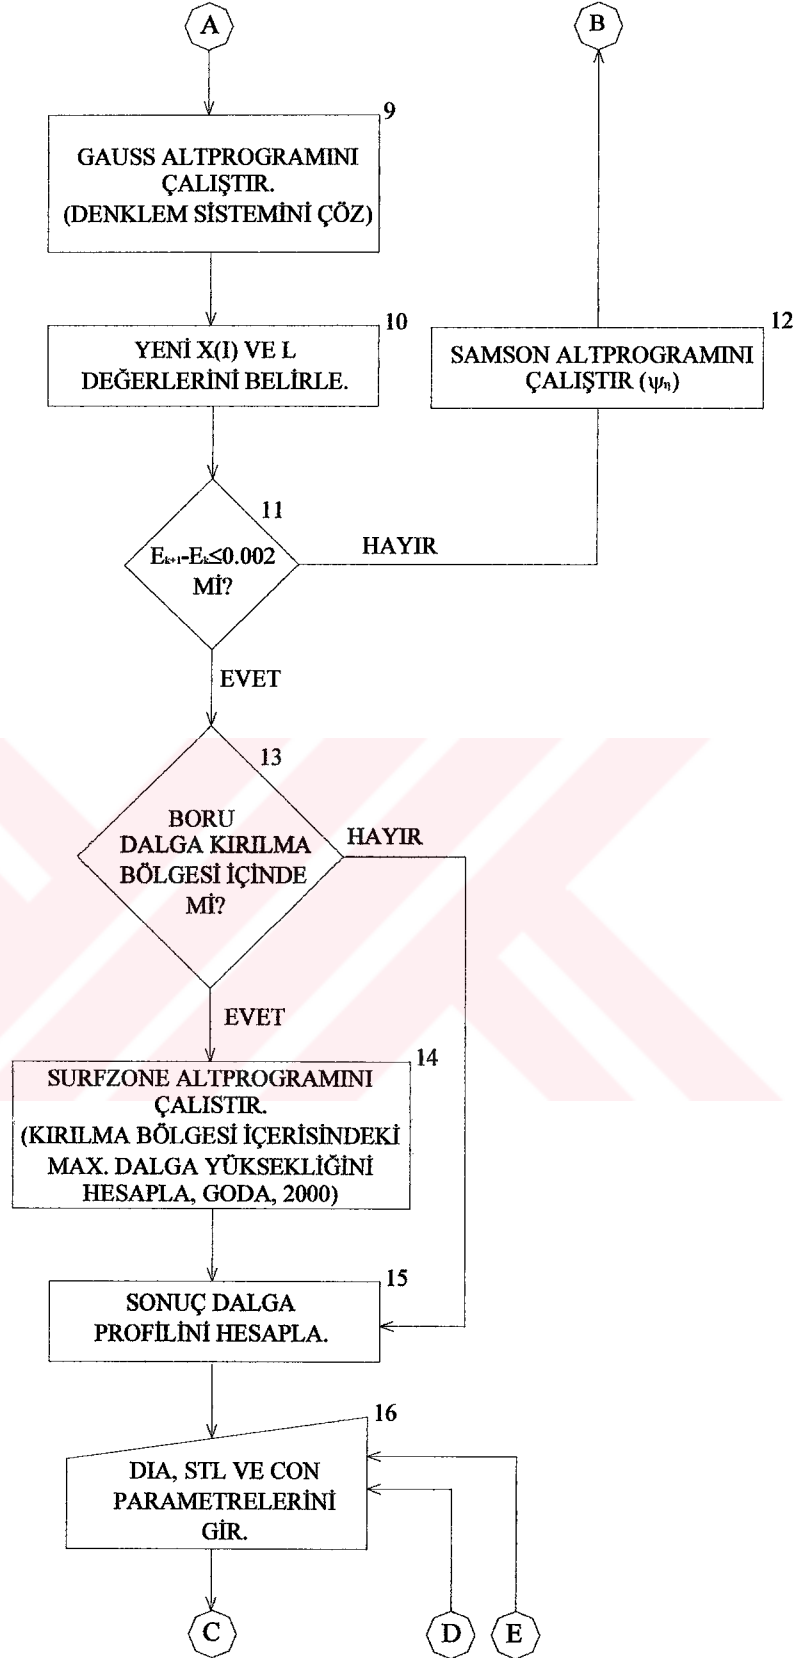 A
B
9
GAUSS ALTPROGRAMINI
ÇALIŞTIR.
(DENKLEM SİSTEMİNİ ÇÖZ)
10
YENİ X(I) VE L
DEĞERLERİNİ BELİRLE.
12
SAMSON ALTPROGRAMINI
ÇALIŞTIR (ψη)
11
Ek+1-Ek≤0.002
Mİ?
HAYIR
EVET
13
BORU
DALGA KIRILMA
BÖLGESİ İÇİNDE
Mİ?
HAYIR
EVET
14
SURFZONE ALTPROGRAMINI
ÇALISTIR.
(KIRILMA BÖLGESİ İÇERİSİNDEKİ
MAX. DALGA YÜKSEKLİĞİNİ
HESAPLA, GODA, 2000)
15
SONUÇ DALGA
PROFİLİNİ HESAPLA.
16
DIA, STL VE CON
PARAMETRELERİNİ
GİR.
C
D
E